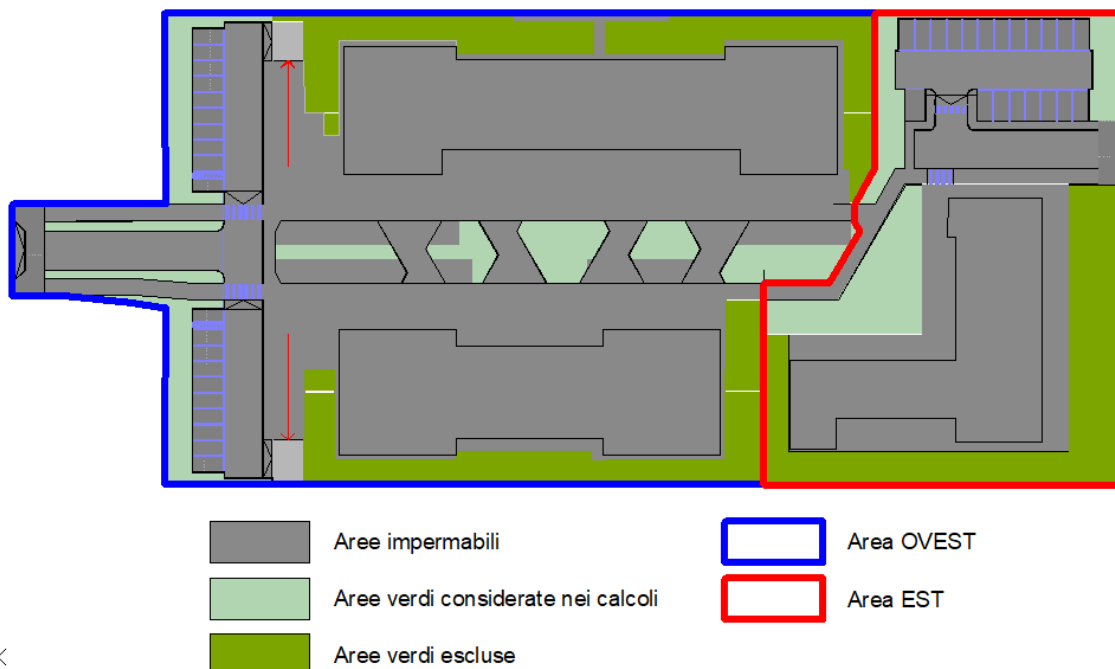 Aree impermabili
Area OVEST
Aree verdi considerate nei calcoli
Area EST
Aree verdi escluse